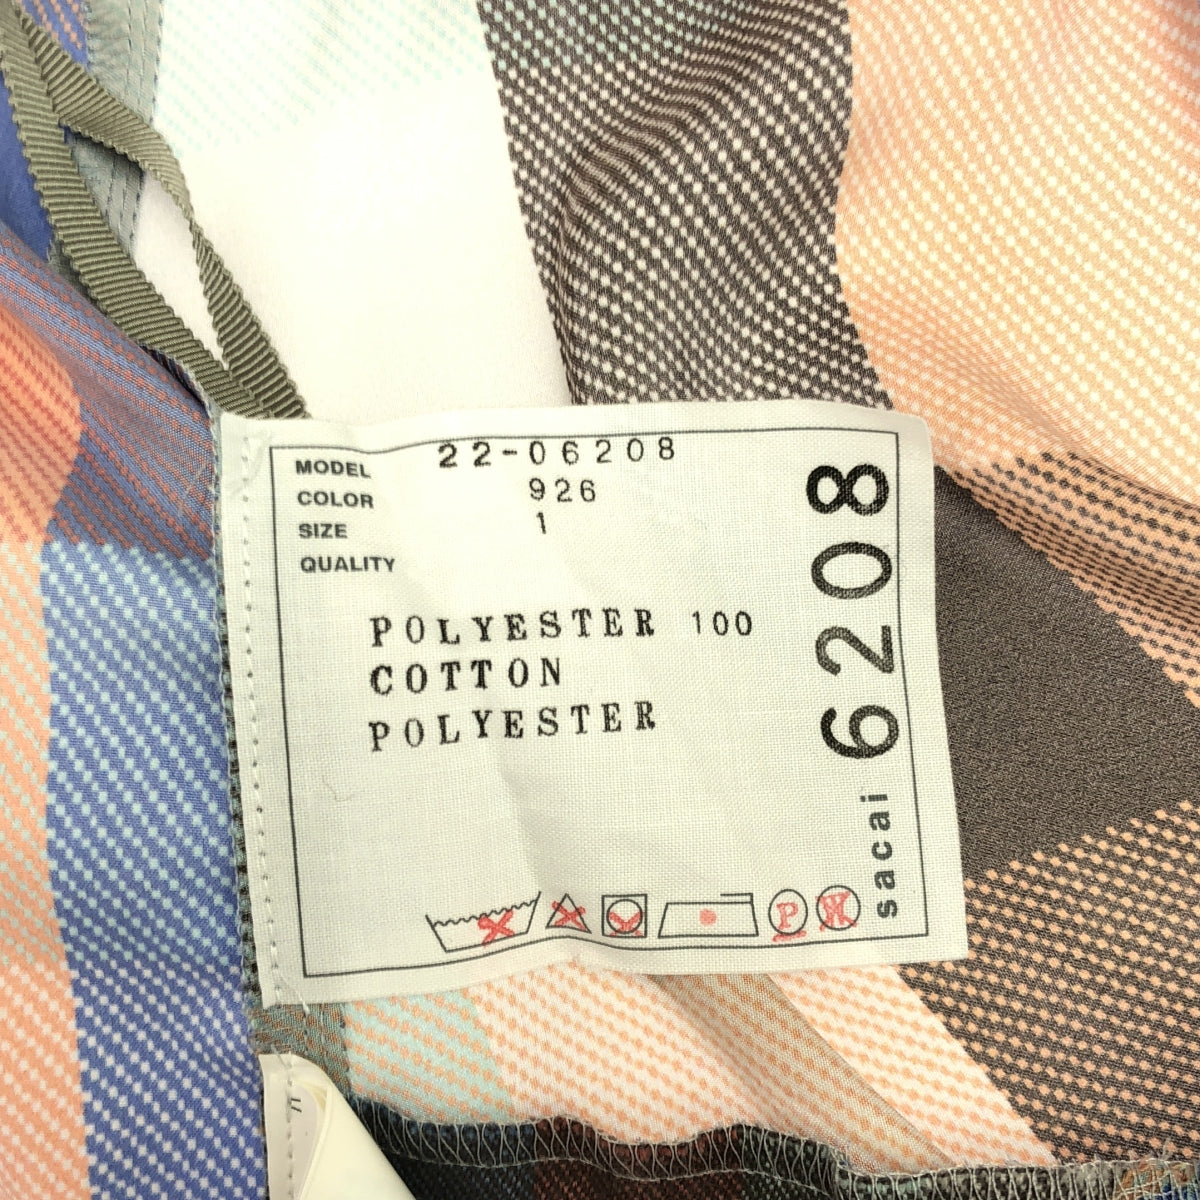 MODEL 22-06208
COLOR 926
SIZE 1
QUALITY
POLYESTER 100
COTTON
POLYESTER
sacai 6208
P W